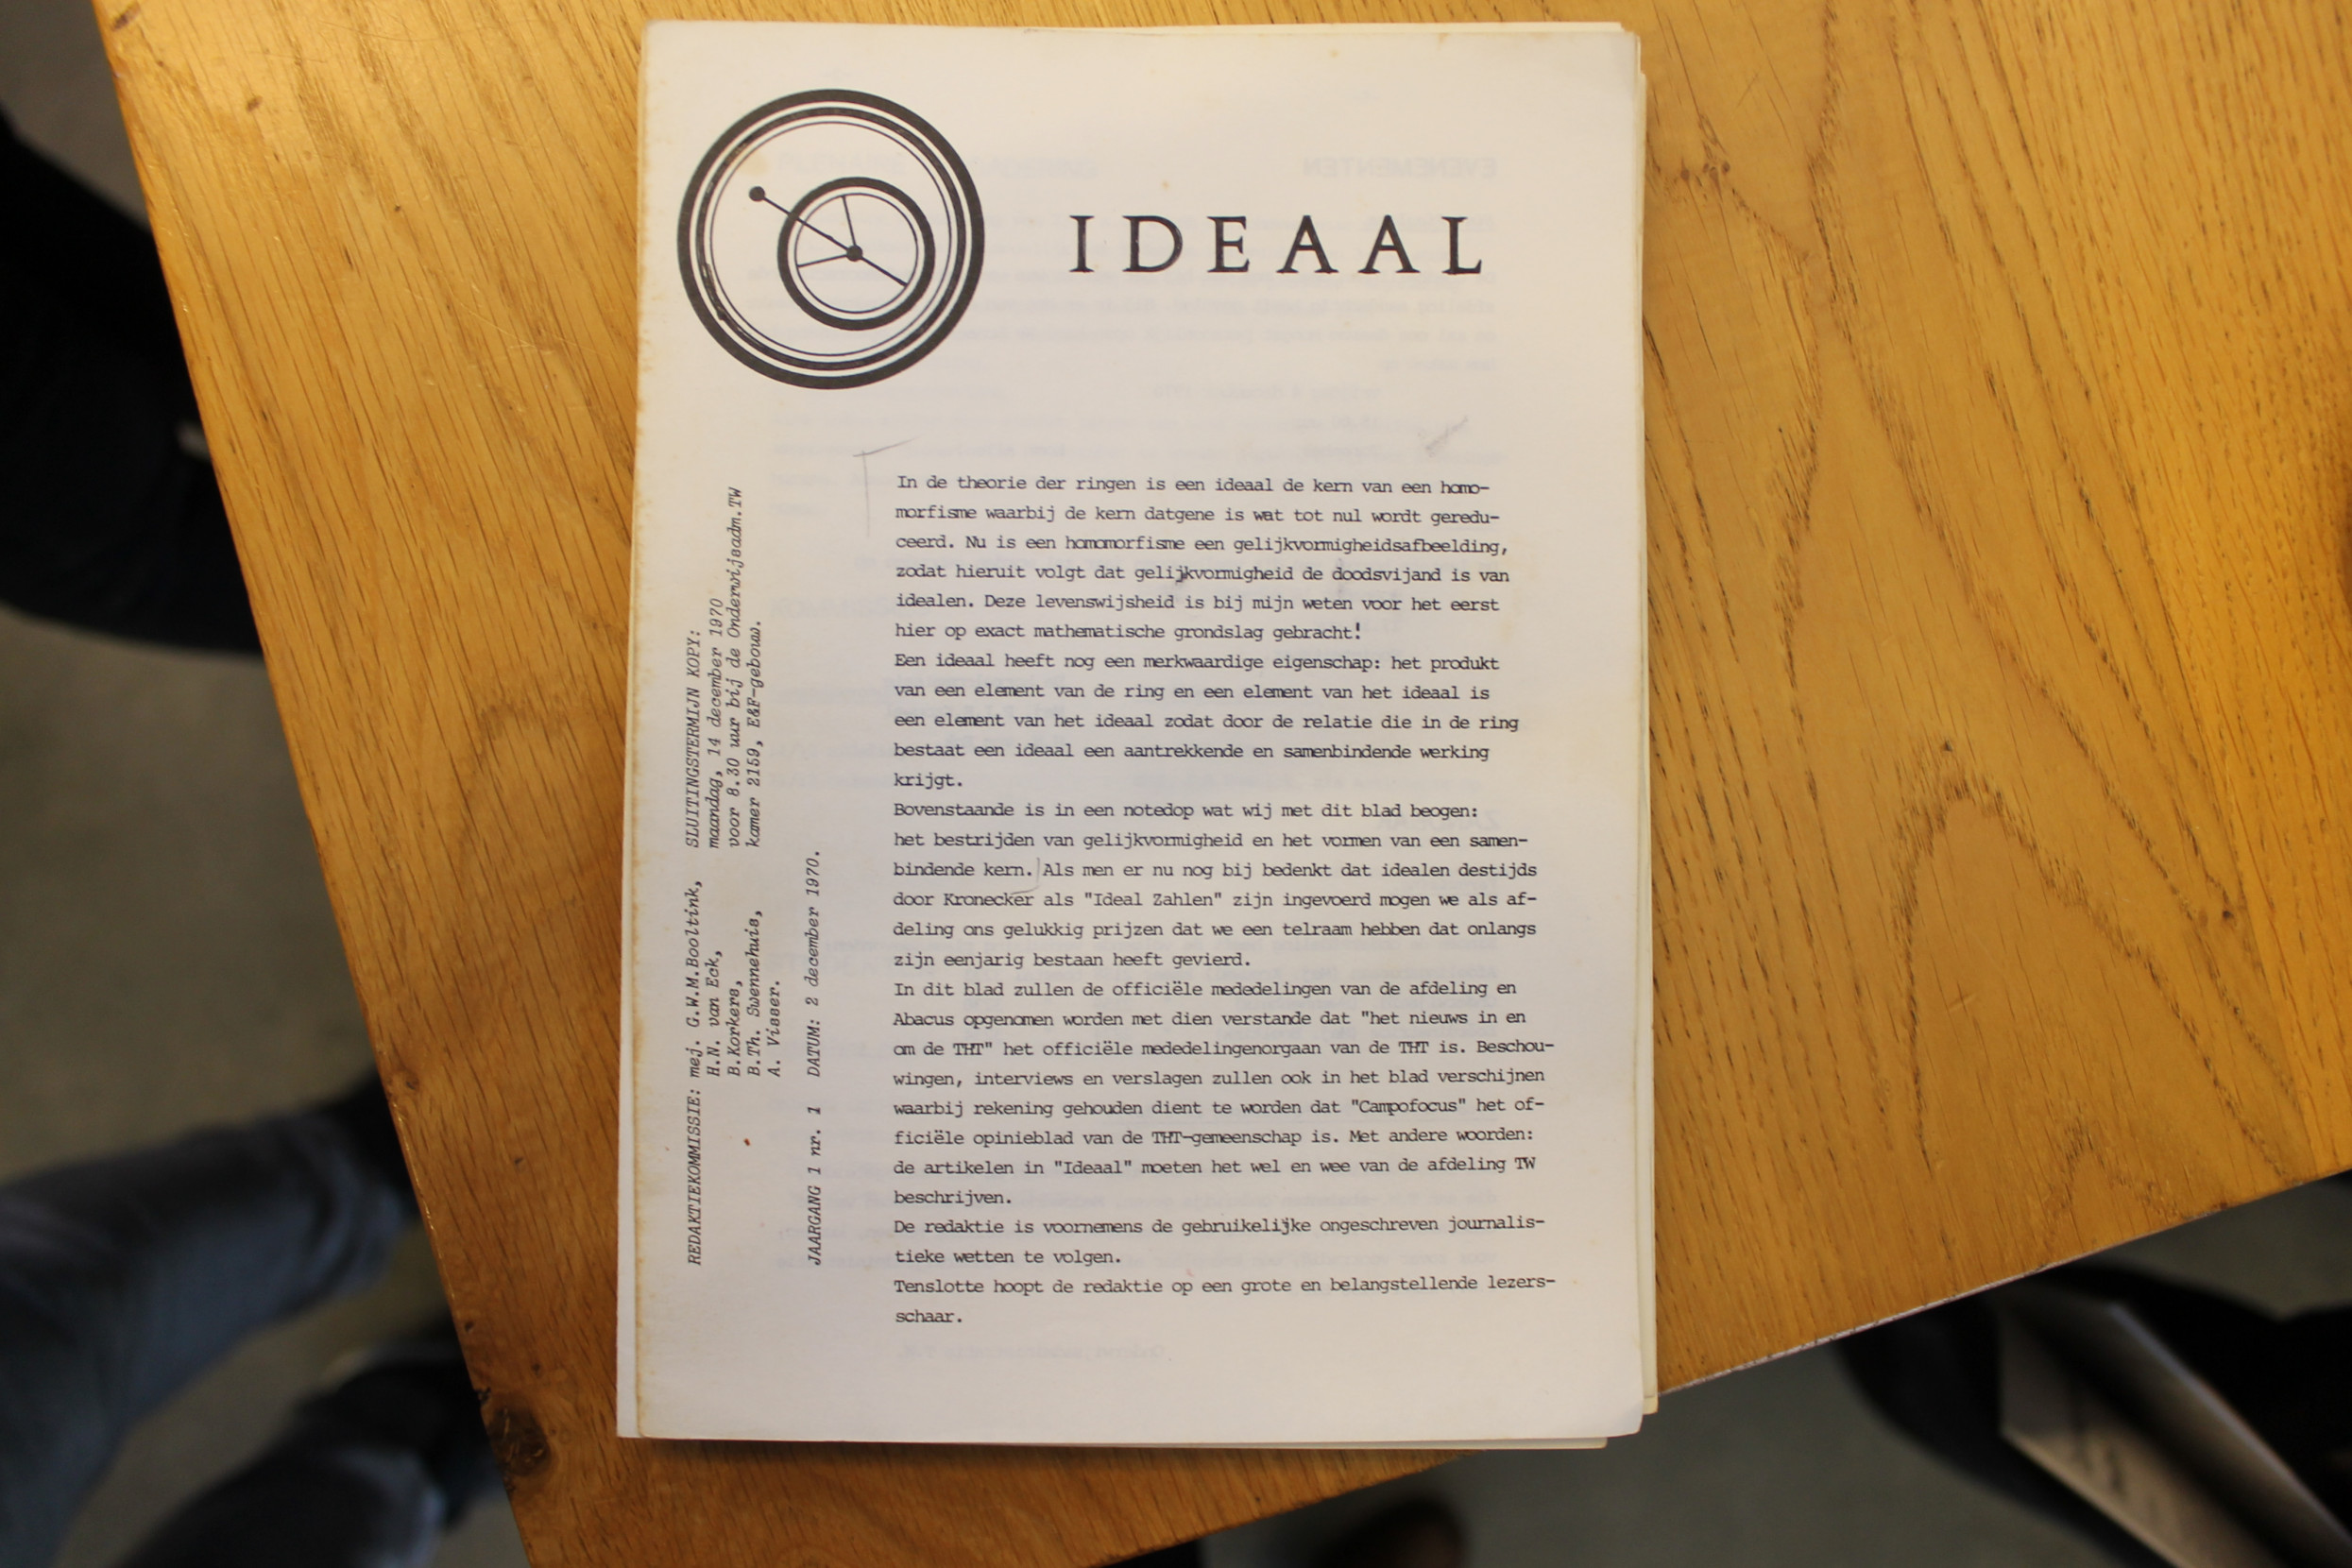 IDEAAL
In de theorie der ringen is een ideaal de kern van een homo-
morfisme waarbij de kern datgene is wat tot nul wordt geredu-
ceerd. Nu is een homomorfisme een gelijkvormigheidsafbeelding,
zodat hieruit volgt dat gelijkvormigheid de doodsvijand is van
idealen. Deze levenswijsheid is bij mijn weten voor het eerst
hier op exact mathematische grondslag gebracht!
Een ideaal heeft nog een merkwaardige eigenschap: het produkt
van een element van de ring en een element van het ideaal is
een element van het ideaal zodat door de relatie die in de ring
bestaat een ideaal een aantrekkende en samenbindende werking
krijgt.
Bovenstaande is in een notedop wat wij met dit blad beogen:
het bestrijden van gelijkvormigheid en het vormen van een samen-
bindende kern. Als men er nu nog bij bedenkt dat idealen destijds
door Kronecker als "Ideal Zahlen" zijn ingevoerd mogen we als af-
deling ons gelukkig prijzen dat we een telraam hebben dat onlangs
zijn eenjarig bestaan heeft gevierd.
In dit blad zullen de officiële mededelingen van de afdeling en
Abacus opgenomen worden met dien verstande dat "het nieuws in en
om de THT" het officiële mededelingenorgaan van de THT is. Beschou-
wingen, interviews en verslagen zullen ook in het blad verschijnen
waarbij rekening gehouden dient te worden dat "Campofocus" het of-
ficiële opinieblad van de THT-gemeenschap is. Met andere woorden:
de artikelen in "Ideaal" moeten het wel en wee van de afdeling TW
beschrijven.
De redaktie is voornemens de gebruikelijke ongeschreven journalis-
tieke wetten te volgen.
Tenslotte hoopt de redaktie op een grote en belangstellende lezers-
schaar.
REDAKTIEKOMMISSIE: mej. G.W.M.Booltink,
H.N. van Eck,
B.Korkers,
B.Th. Swennehuis,
A. Visser.
SLUITINGSTERMIJN KOPY:
maandag, 14 december 1970
voor 8.30 uur bij de Onderwijsadm.TW
kamer 2159, E&F-gebouw.
JAARGANG 1 nr. 1 DATUM: 2 december 1970.
EVENEMENTEN